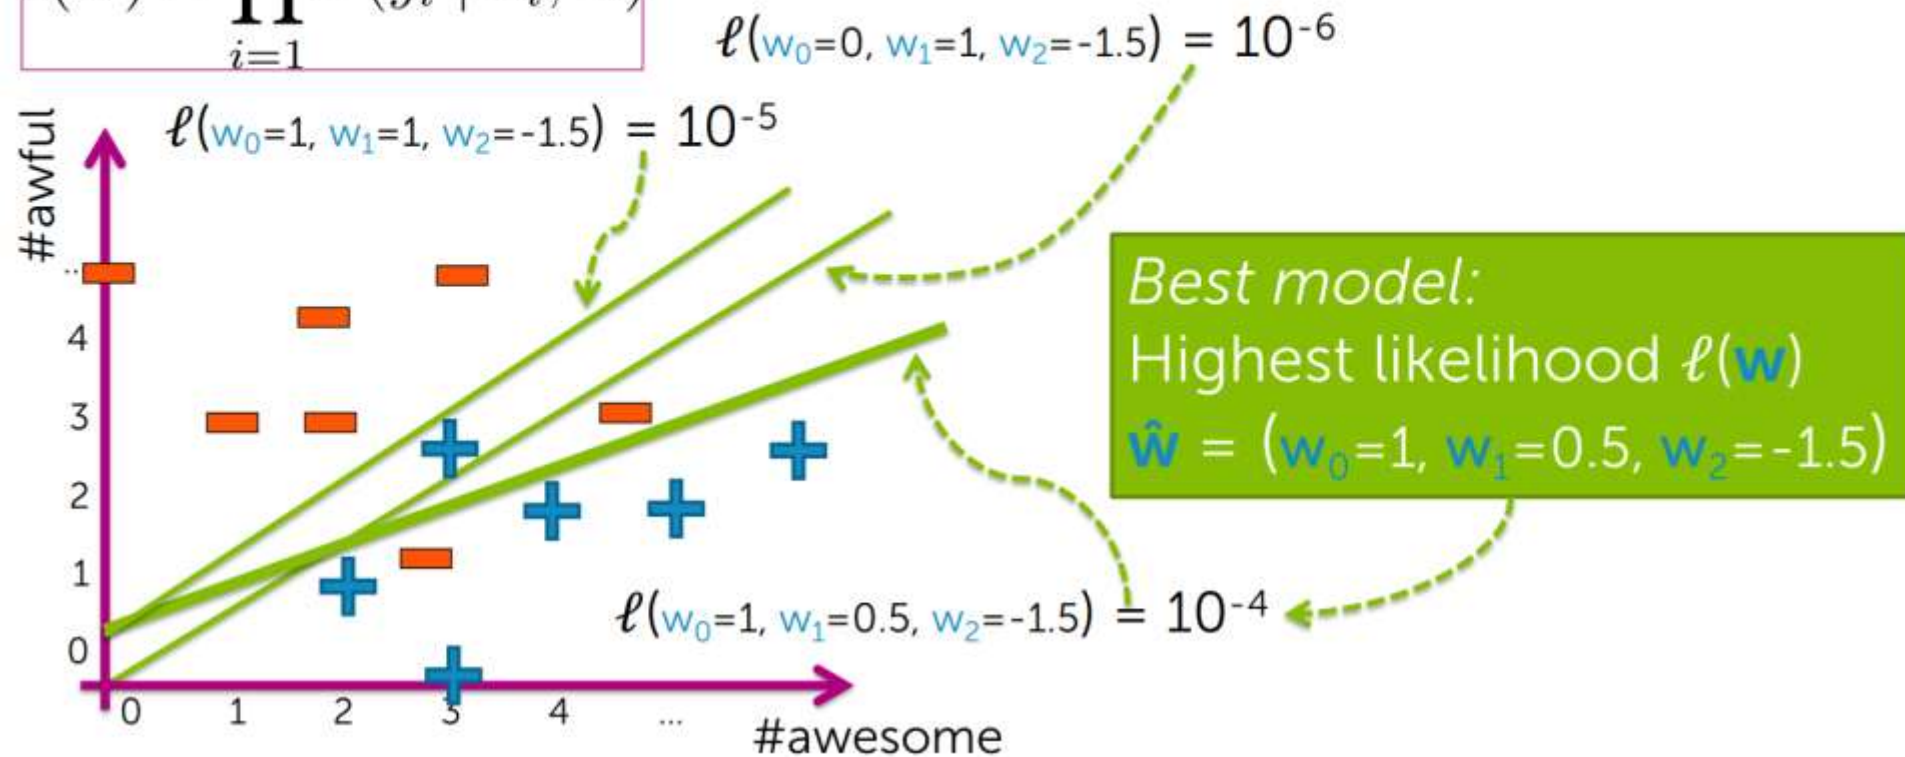 i=1
ℓ(w₀=0, w₁=1, w₂=-1.5) = 10⁻⁶
ℓ(w₀=1, w₁=1, w₂=-1.5) = 10⁻⁵
#awful
...
4
3
2
1
0
Best model:
Highest likelihood ℓ(w)
ŵ = (w₀=1, w₁=0.5, w₂=-1.5)
ℓ(w₀=1, w₁=0.5, w₂=-1.5) = 10⁻⁴
0 1 2 3 4 ...
#awesome